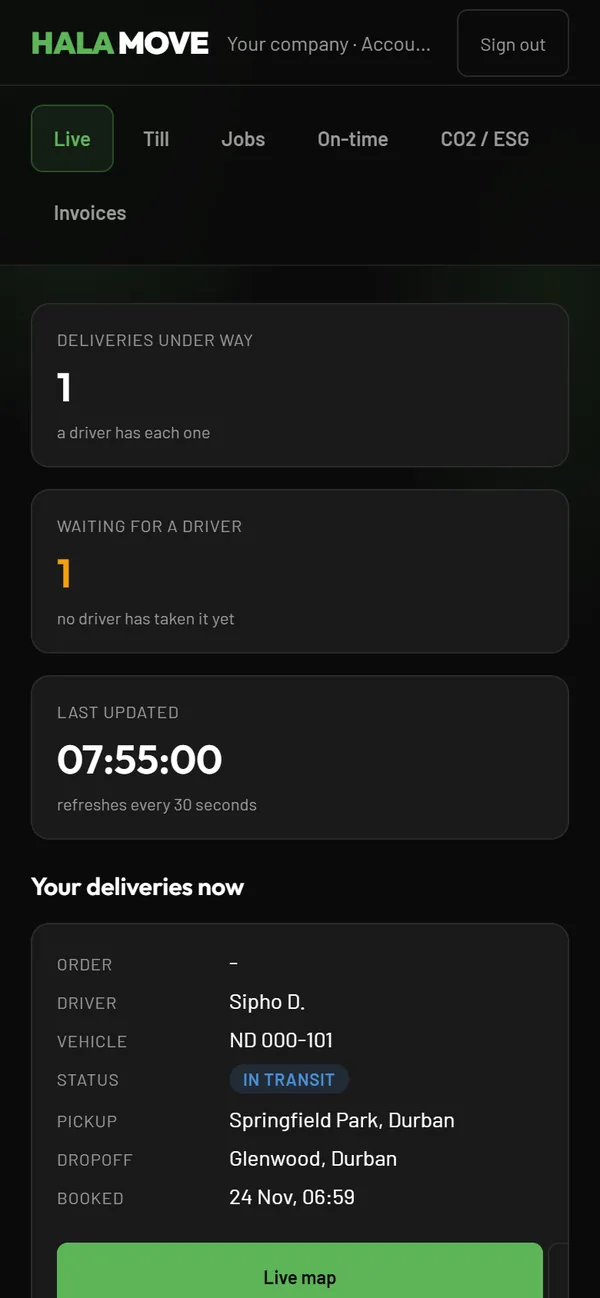 HALAMOVE Your company · Accou... Sign out
Live Till Jobs On-time CO2 / ESG
Invoices
DELIVERIES UNDER WAY
1
a driver has each one
WAITING FOR A DRIVER
1
no driver has taken it yet
LAST UPDATED
07:55:00
refreshes every 30 seconds
Your deliveries now
ORDER –
DRIVER Sipho D.
VEHICLE ND 000-101
STATUS IN TRANSIT
PICKUP Springfield Park, Durban
DROPOFF Glenwood, Durban
BOOKED 24 Nov, 06:59
Live map